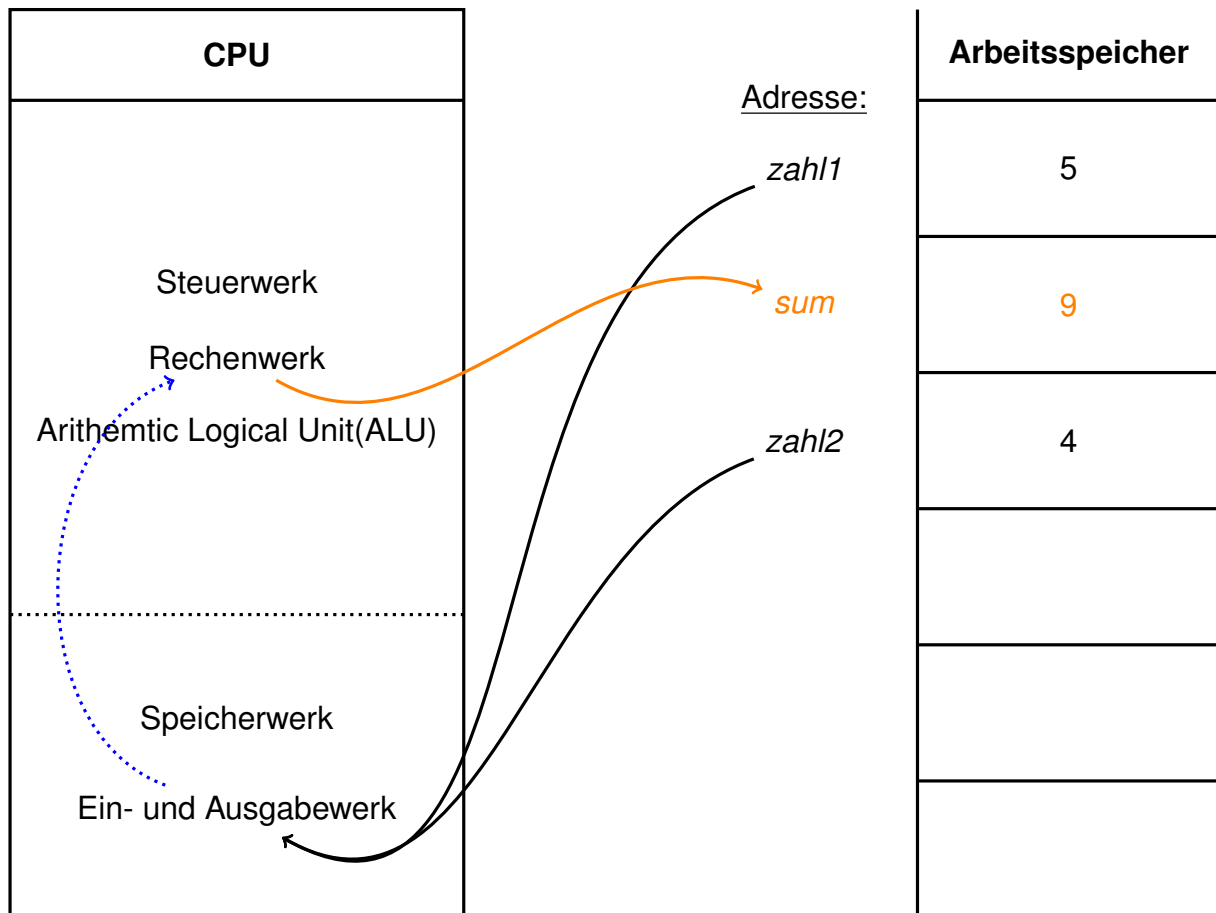 CPU
Steuerwerk
Rechenwerk
Arithemtic Logical Unit(ALU)
Speicherwerk
Ein- und Ausgabewerk
Adresse:
zahl1
sum
zahl2
Arbeitsspeicher
5
9
4